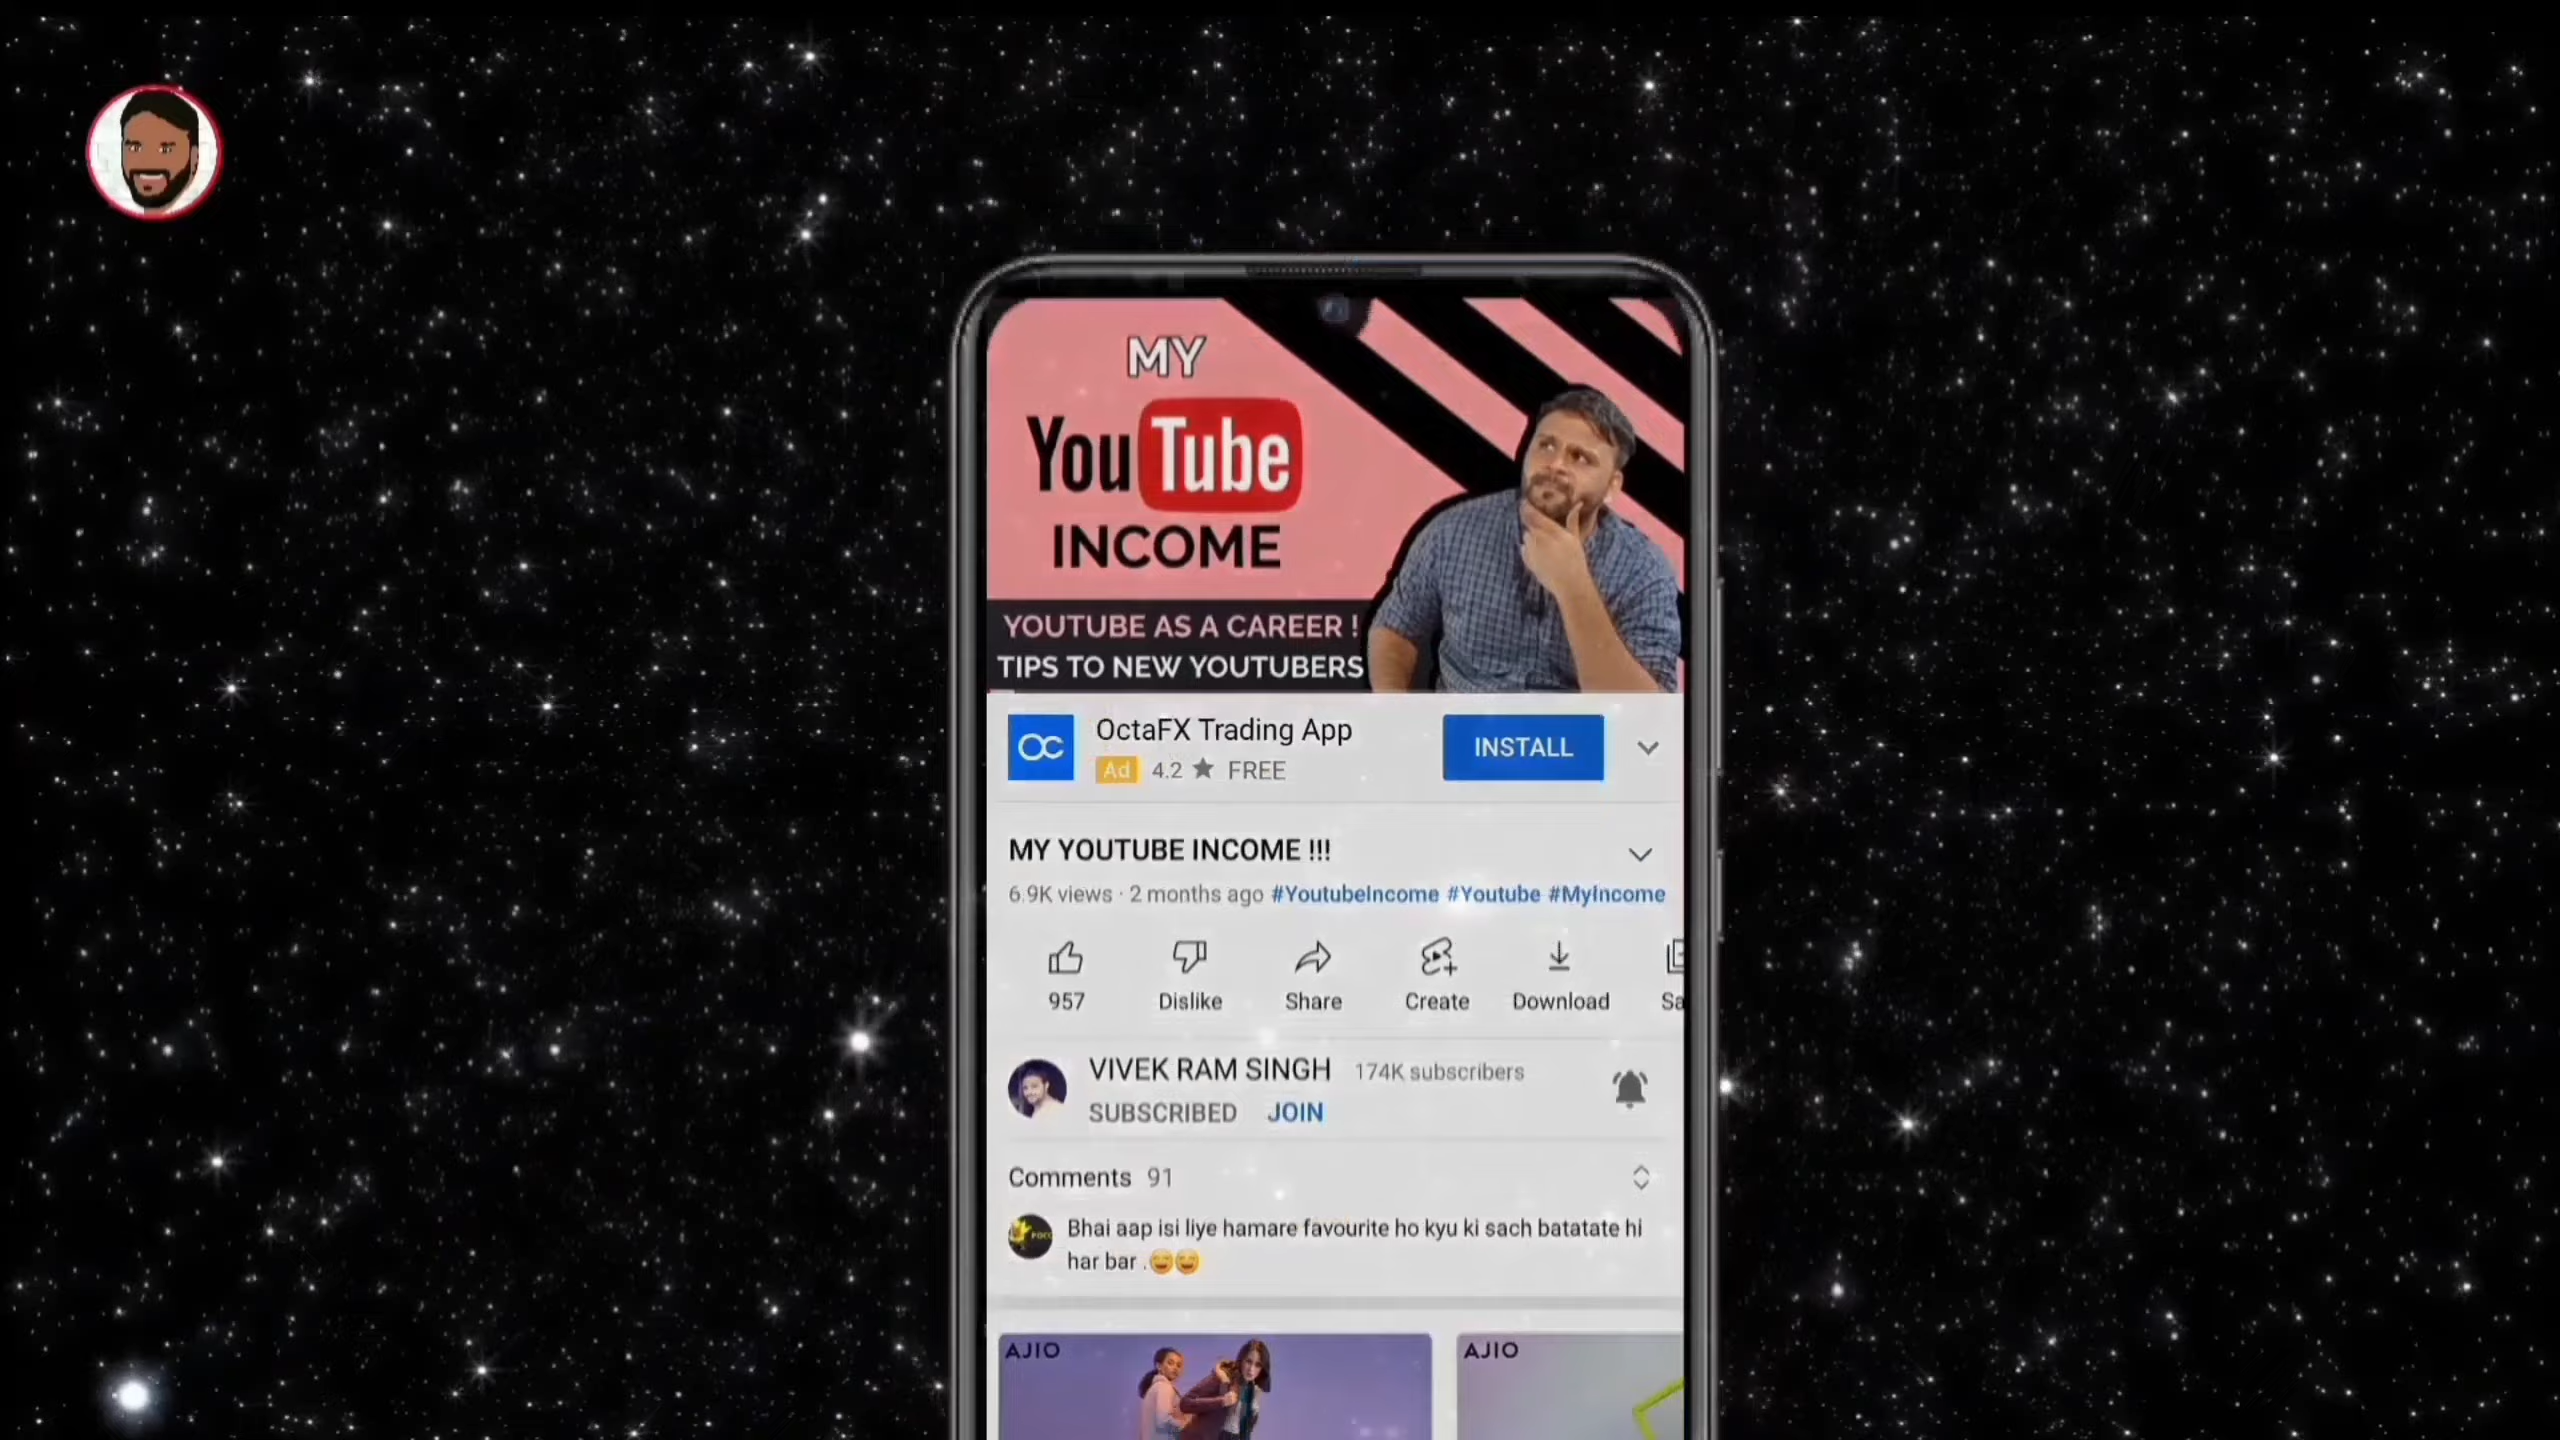 MY
YouTube
INCOME
YOUTUBE AS A CAREER !
TIPS TO NEW YOUTUBERS
OC OctaFX Trading App
Ad 4.2 ★ FREE
INSTALL
MY YOUTUBE INCOME !!!
6.9K views · 2 months ago #YoutubeIncome #Youtube #MyIncome
957 Dislike Share Create Download Sa
VIVEK RAM SINGH 174K subscribers
SUBSCRIBED JOIN
Comments 91
Bhai aap isi liye hamare favourite ho kyu ki sach batatate hi
har bar .😅😅
AJIO AJIO